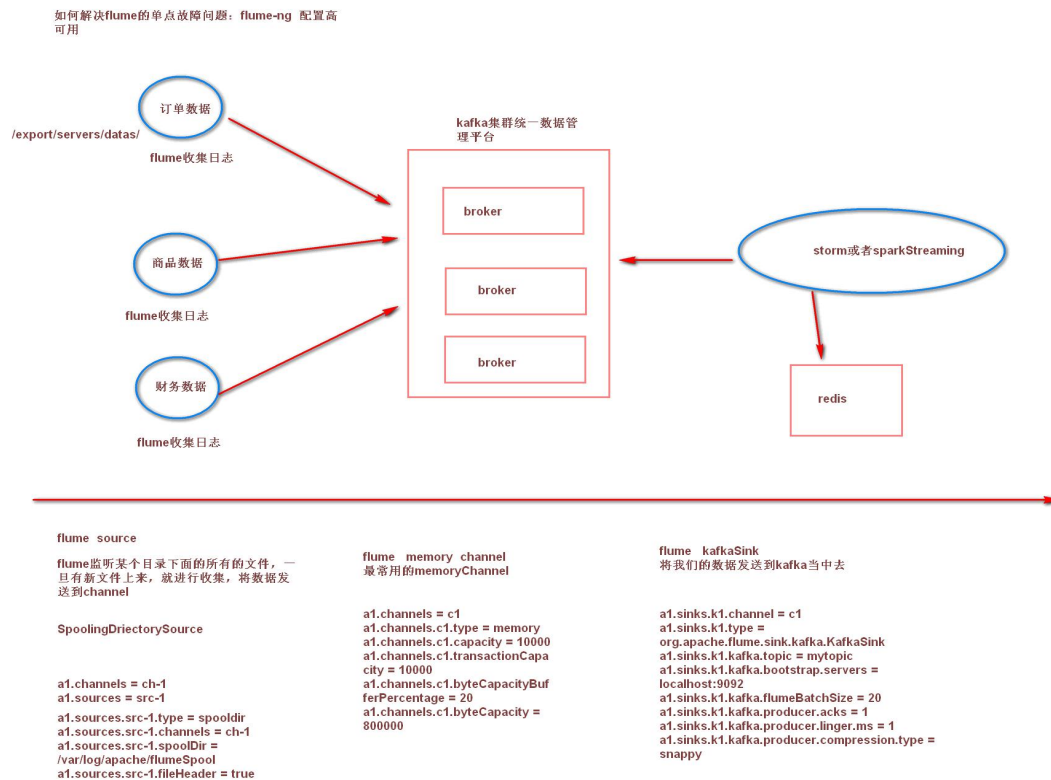 如何解决flume的单点故障问题：flume-ng 配置高
可用
订单数据
/export/servers/datas/
flume收集日志
kafka集群统一数据管
理平台
broker
broker
broker
商品数据
flume收集日志
财务数据
flume收集日志
storm或者sparkStreaming
redis
flume source
flume监听某个目录下面的所有的文件，一
旦有新文件上来，就进行收集，将数据发
送到channel
SpoolingDriectorySource
a1.channels = ch-1
a1.sources = src-1
a1.sources.src-1.type = spooldir
a1.sources.src-1.channels = ch-1
a1.sources.src-1.spoolDir =
/var/log/apache/flumeSpool
a1.sources.src-1.fileHeader = true
flume memory channel
最常用的memoryChannel
a1.channels = c1
a1.channels.c1.type = memory
a1.channels.c1.capacity = 10000
a1.channels.c1.transactionCapa
city = 10000
a1.channels.c1.byteCapacityBuf
ferPercentage = 20
a1.channels.c1.byteCapacity =
800000
flume kafkaSink
将我们的数据发送到kafka当中去
a1.sinks.k1.channel = c1
a1.sinks.k1.type =
org.apache.flume.sink.kafka.KafkaSink
a1.sinks.k1.kafka.topic = mytopic
a1.sinks.k1.kafka.bootstrap.servers =
localhost:9092
a1.sinks.k1.kafka.flumeBatchSize = 20
a1.sinks.k1.kafka.producer.acks = 1
a1.sinks.k1.kafka.producer.linger.ms = 1
a1.sinks.k1.kafka.producer.compression.type =
snappy